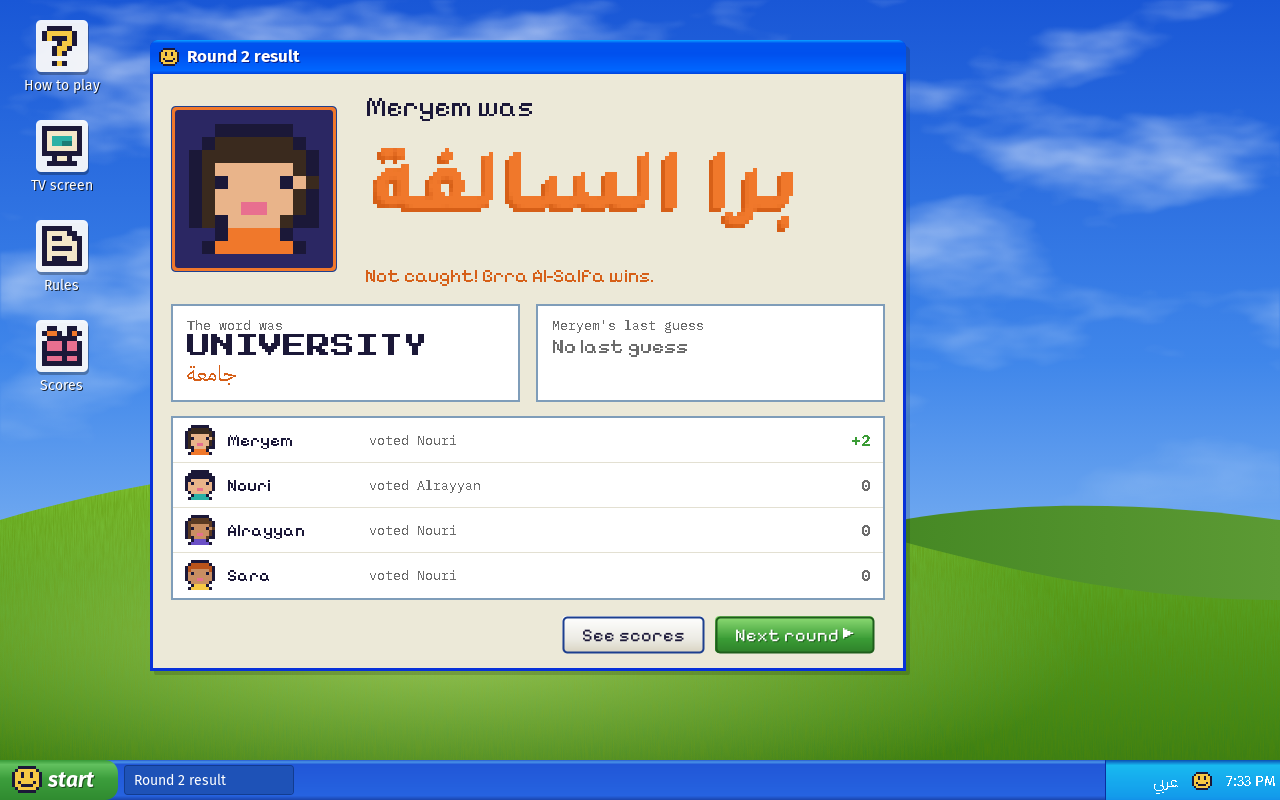 How to play
TV screen
Rules
Scores
Round 2 result
Meryem was
برا السالفة
Not caught! Brra Al-Salfa wins.
The word was
UNIVERSITY
جامعة
Meryem's last guess
No last guess
Meryem voted Nouri +2
Nouri voted Alrayyan 0
Alrayyan voted Nouri 0
Sara voted Nouri 0
See scores
Next round
start
Round 2 result
عربي
7:33 PM